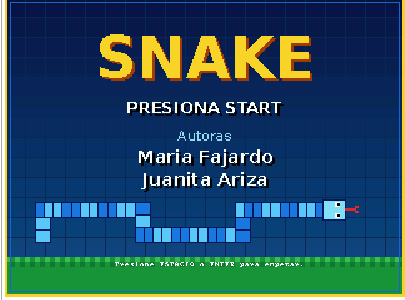 SNAKE
PRESIONA START
Autoras
Maria Fajardo
Juanita Ariza
Presione ESPACIO o ENTER para empezar.